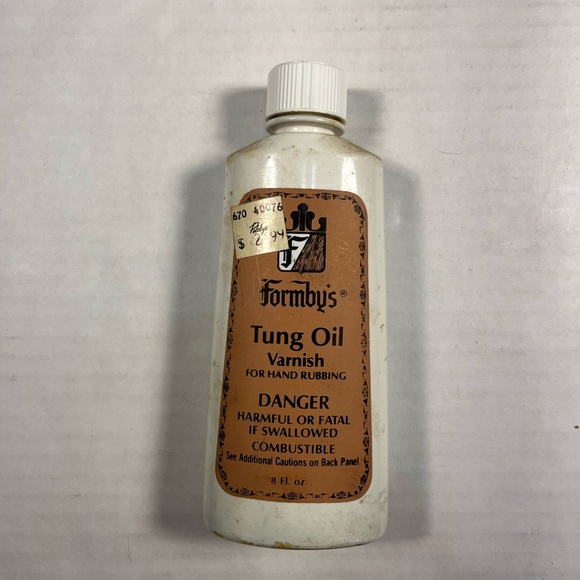 670 40076
$ 2.99
F
Formby's®
Tung Oil
Varnish
FOR HAND RUBBING
DANGER
HARMFUL OR FATAL
IF SWALLOWED
COMBUSTIBLE
See Additional Cautions on Back Panel
8 fl. oz.